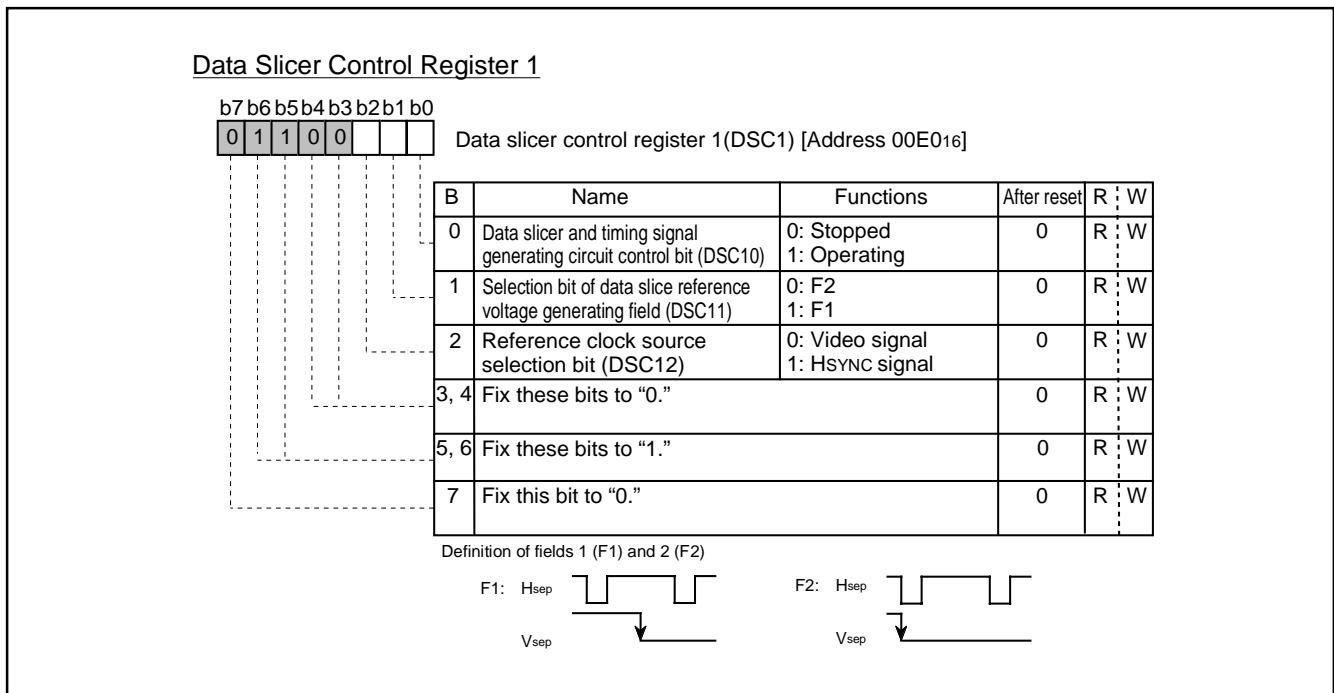 Data Slicer Control Register 1
b7 b6 b5 b4 b3 b2 b1 b0
0 1 1 0 0
Data slicer control register 1(DSC1) [Address 00E016]
B Name Functions After reset R W
0 Data slicer and timing signal 0: Stopped 0 R W
generating circuit control bit (DSC10) 1: Operating
1 Selection bit of data slice reference 0: F2 0 R W
voltage generating field (DSC11) 1: F1
2 Reference clock source 0: Video signal 0 R W
selection bit (DSC12) 1: HSYNC signal
3, 4 Fix these bits to “0.” 0 R W
5, 6 Fix these bits to “1.” 0 R W
7 Fix this bit to “0.” 0 R W
Definition of fields 1 (F1) and 2 (F2)
F1: Hsep F2: Hsep
Vsep Vsep